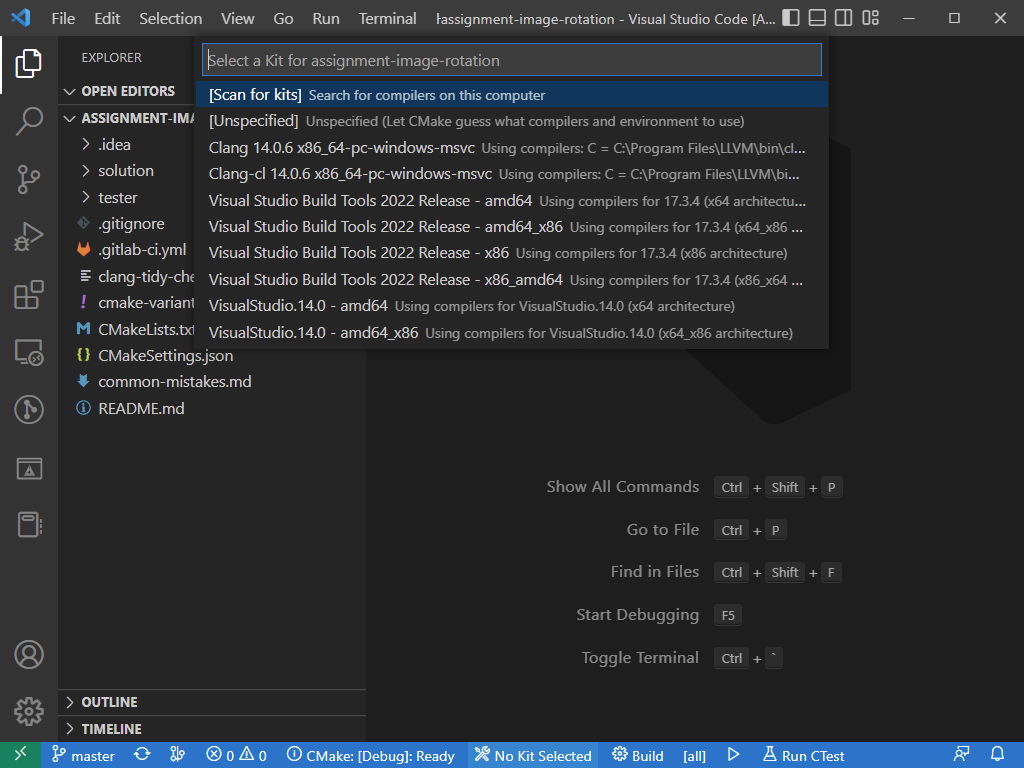 File Edit Selection View Go Run Terminal assignment-image-rotation - Visual Studio Code [A...
EXPLORER
Select a Kit for assignment-image-rotation
OPEN EDITORS
[Scan for kits] Search for compilers on this computer
ASSIGNMENT-IMA
[Unspecified] Unspecified (Let CMake guess what compilers and environment to use)
.idea
Clang 14.0.6 x86_64-pc-windows-msvc Using compilers: C = C:\Program Files\LLVM\bin\cl...
solution
Clang-cl 14.0.6 x86_64-pc-windows-msvc Using compilers: C = C:\Program Files\LLVM\bi...
tester
Visual Studio Build Tools 2022 Release - amd64 Using compilers for 17.3.4 (x64 architectu...
.gitignore
Visual Studio Build Tools 2022 Release - amd64_x86 Using compilers for 17.3.4 (x64_x86 ...
.gitlab-ci.yml
Visual Studio Build Tools 2022 Release - x86 Using compilers for 17.3.4 (x86 architecture)
clang-tidy-che
Visual Studio Build Tools 2022 Release - x86_amd64 Using compilers for 17.3.4 (x86_x64 ...
cmake-variant
VisualStudio.14.0 - amd64 Using compilers for VisualStudio.14.0 (x64 architecture)
CMakeLists.txt
VisualStudio.14.0 - amd64_x86 Using compilers for VisualStudio.14.0 (x64_x86 architecture)
CMakeSettings.json
common-mistakes.md
README.md
Show All Commands Ctrl + Shift + P
Go to File Ctrl + P
Find in Files Ctrl + Shift + F
Start Debugging F5
Toggle Terminal Ctrl + `
OUTLINE
TIMELINE
master 0 0 CMake: [Debug]: Ready No Kit Selected Build [all] Run CTest